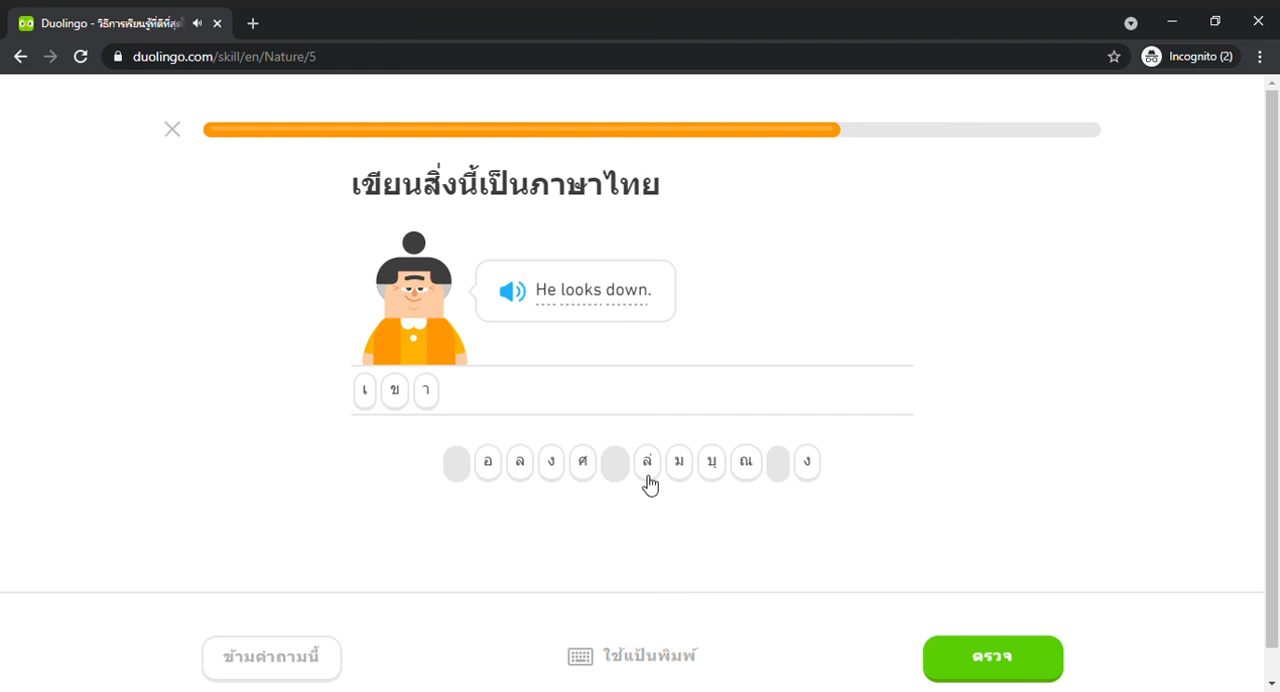 Duolingo - วิธีการเรียนรู้ที่ดีที่สุดใ
duolingo.com/skill/en/Nature/5
Incognito (2)
เขียนสิ่งนี้เป็นภาษาไทย
He looks down.
เ ข า
อ ล ง ศ ล่ ม บุ ณ ง
ข้ามคำถามนี้
ใช้แป้นพิมพ์
ตรวจ